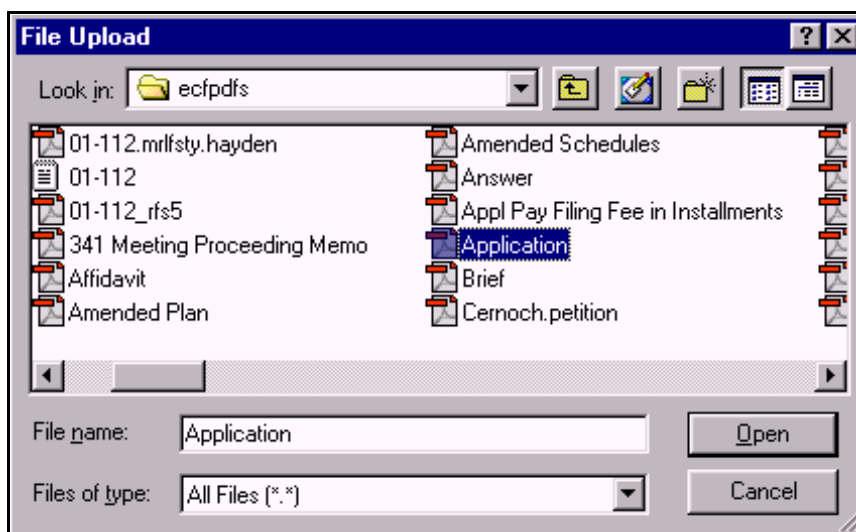 File Upload
Look in: ecfpdfs
01-112.mrlfsty.hayden
01-112
01-112_rfs5
341 Meeting Proceeding Memo
Affidavit
Amended Plan
Amended Schedules
Answer
Appl Pay Filing Fee in Installments
Application
Brief
Cernoch.petition
File name: Application
Open
Files of type: All Files (*.*)
Cancel